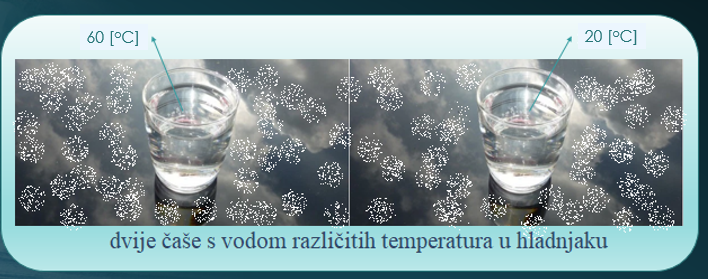 60 [°C]
20 [°C]
dvije čaše s vodom različitih temperatura u hladnjaku